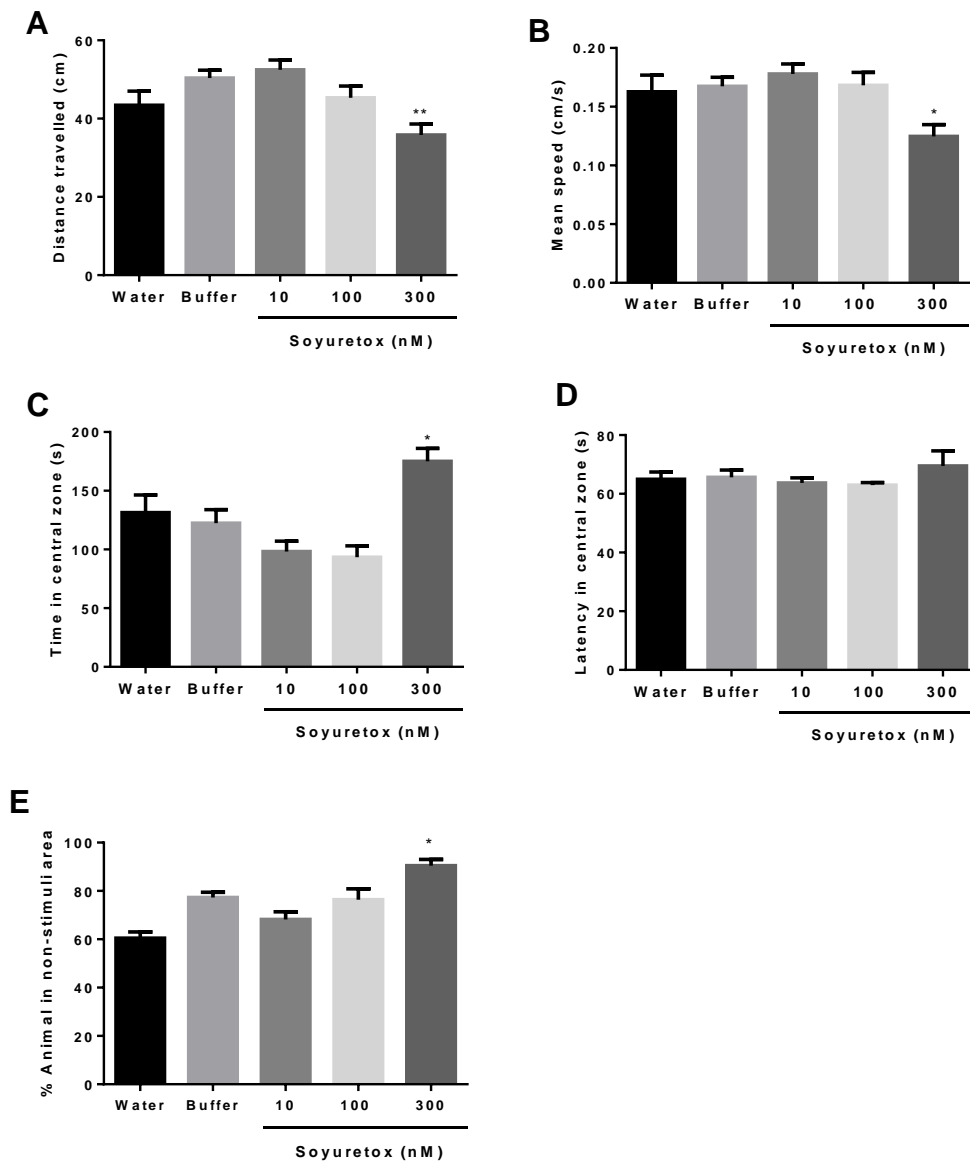 A
Distance travelled (cm)
60
40
20
0
**
Water Buffer 10 100 300
Soyuretox (nM)
B
Mean speed (cm/s)
0.20
0.15
0.10
0.05
0.00
*
Water Buffer 10 100 300
Soyuretox (nM)
C
Time in central zone (s)
200
150
100
50
0
*
Water Buffer 10 100 300
Soyuretox (nM)
D
Latency in central zone (s)
80
60
40
20
0
Water Buffer 10 100 300
Soyuretox (nM)
E
% Animal in non-stimuli area
100
80
60
40
20
0
*
Water Buffer 10 100 300
Soyuretox (nM)